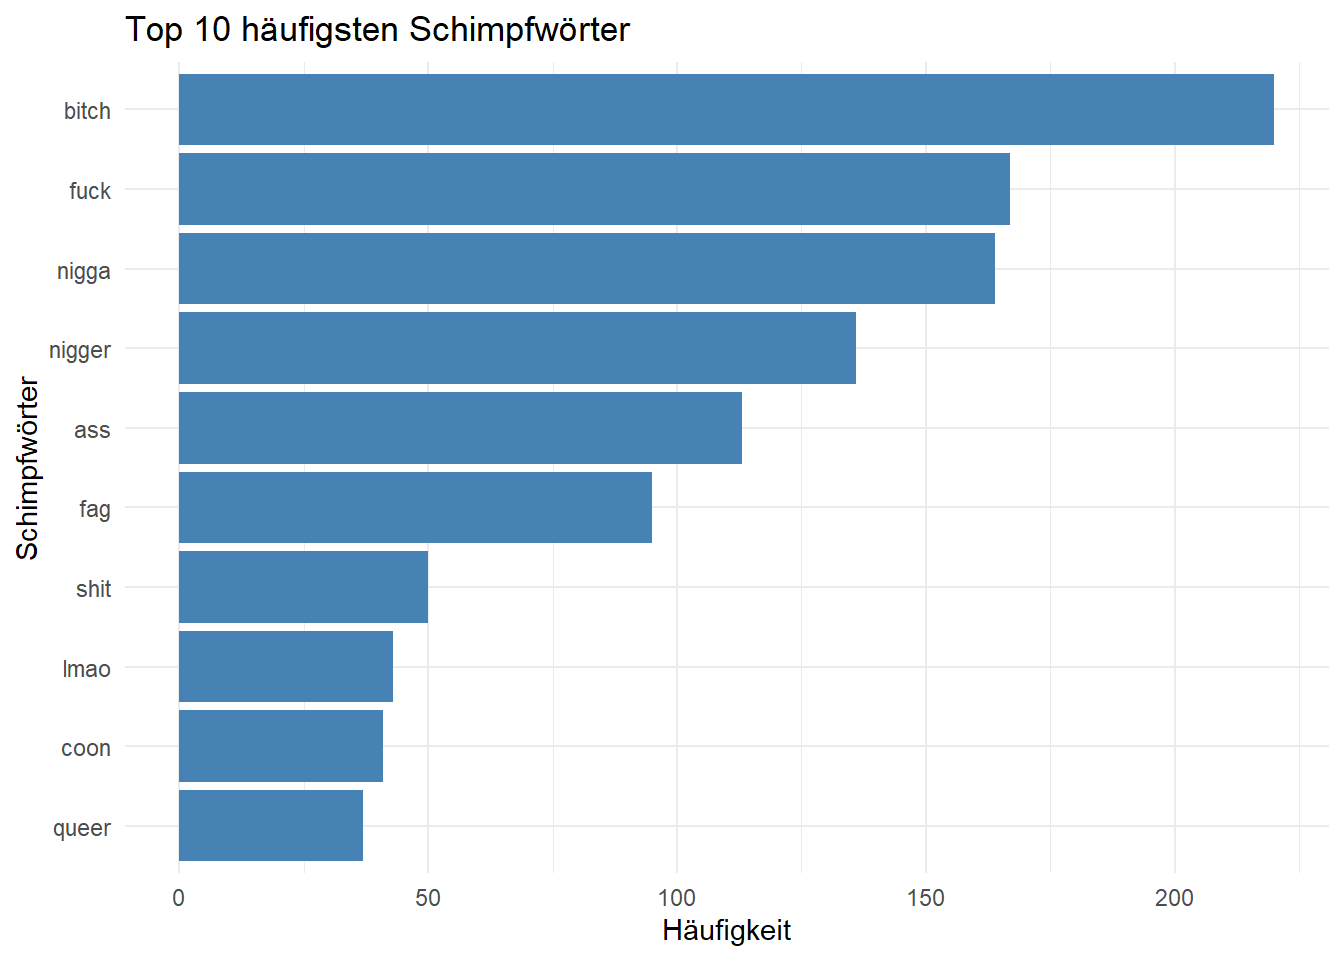 Top 10 häufigsten Schimpfwörter
Schimpfwörter
bitch
fuck
nigga
nigger
ass
fag
shit
lmao
coon
queer
0 50 100 150 200
Häufigkeit